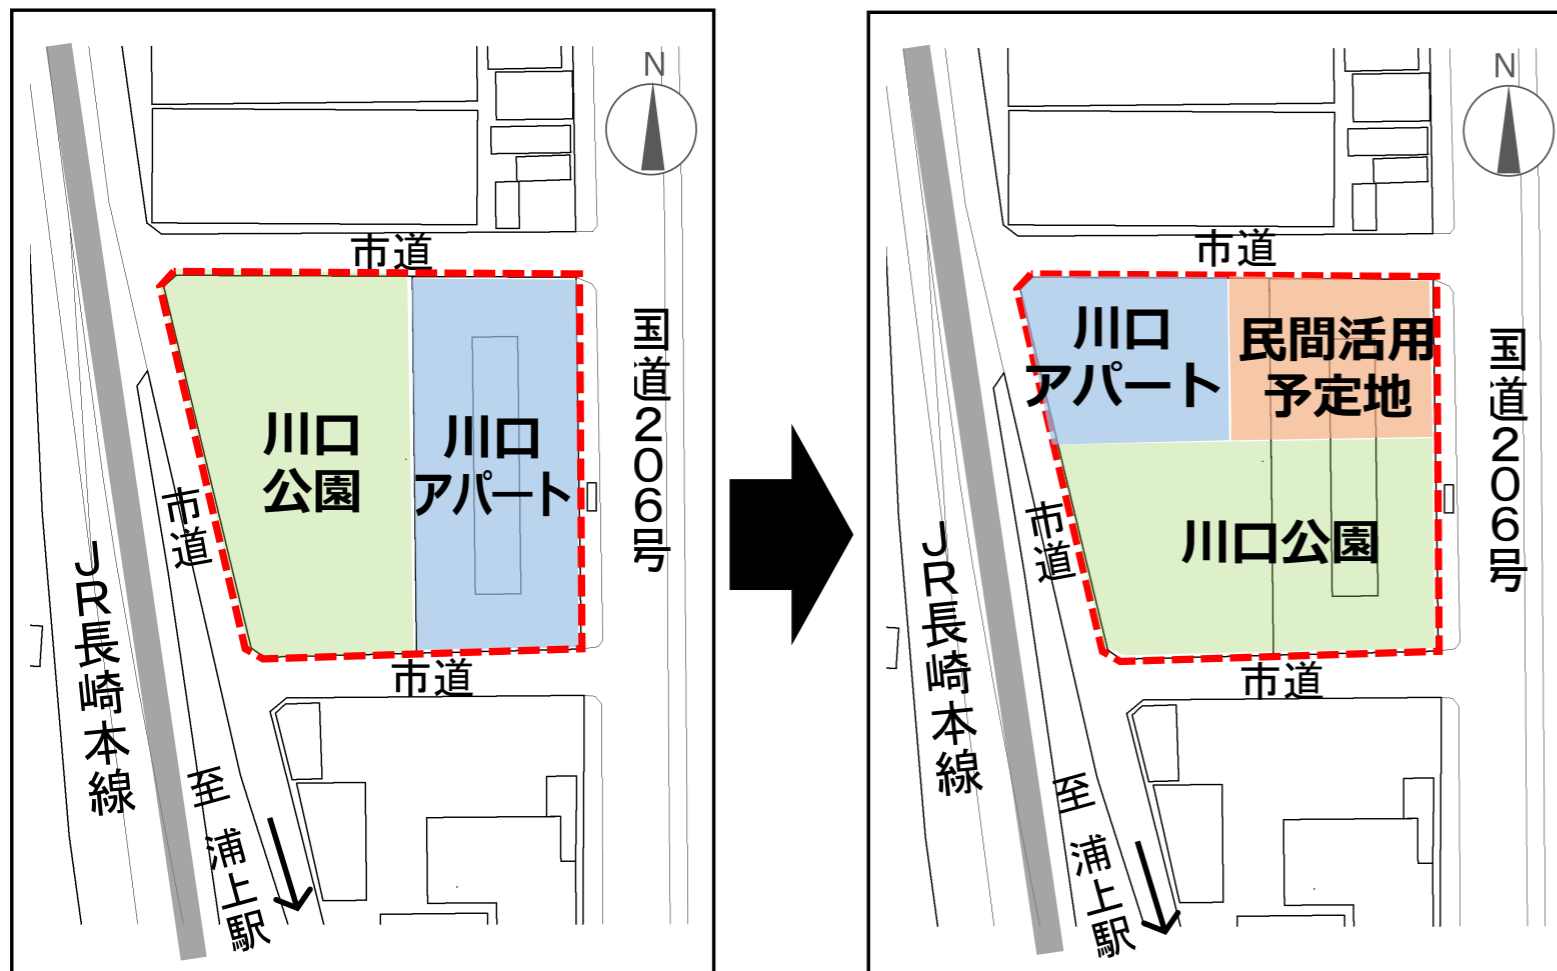 N
市道
国道206号
川口
公園
川口
アパート
市道
JR長崎本線
市道
至 浦上駅
N
市道
国道206号
川口
アパート
民間活用
予定地
川口公園
市道
JR長崎本線
市道
至 浦上駅